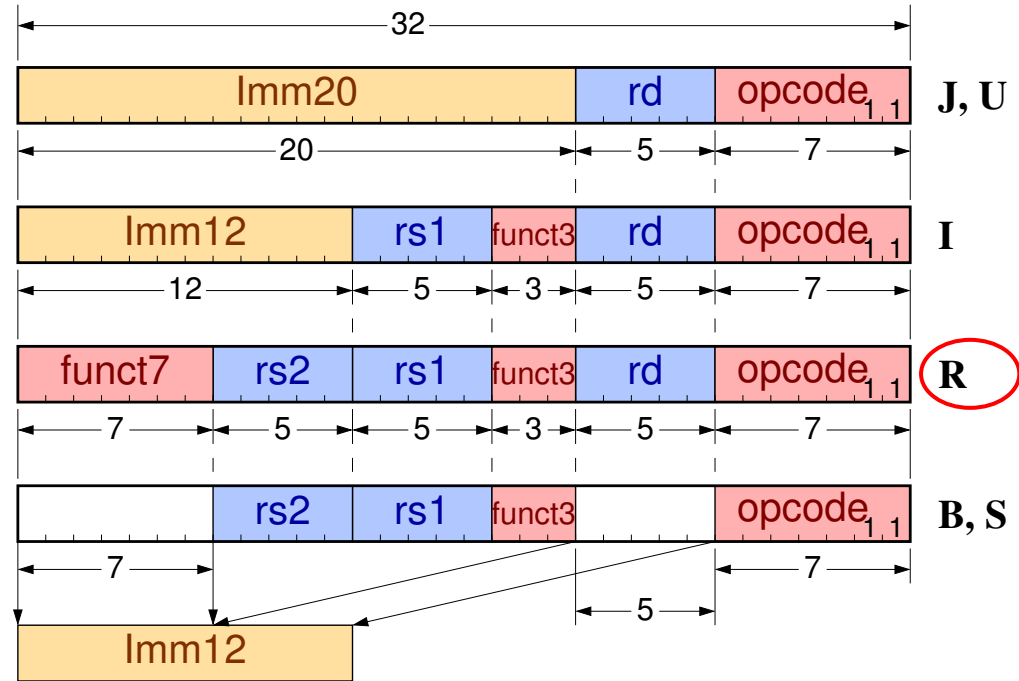 32
Imm20 rd opcode 1 1 J, U
20 5 7
Imm12 rs1 funct3 rd opcode 1 1 I
12 5 3 5 7
funct7 rs2 rs1 funct3 rd opcode 1 1 R
7 5 5 3 5 7
rs2 rs1 funct3 opcode 1 1 B, S
7 7
5
Imm12